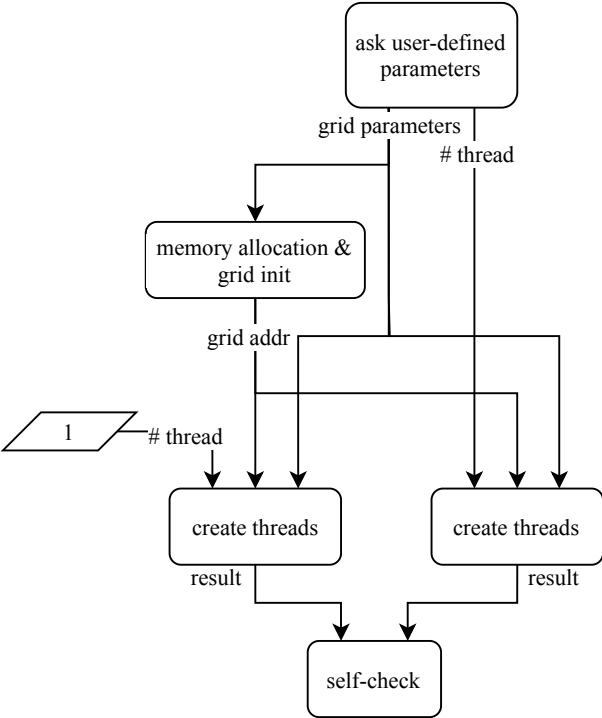 ask user-defined
parameters
grid parameters
# thread
memory allocation &
grid init
grid addr
1
# thread
create threads
create threads
result
result
self-check